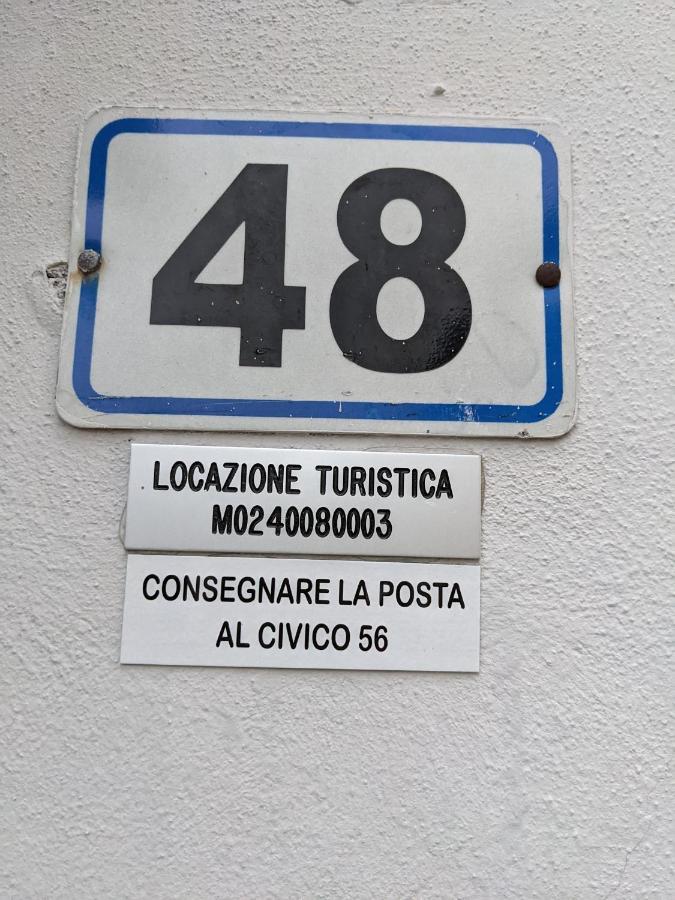 48
LOCAZIONE TURISTICA
M0240080003
CONSEGNARE LA POSTA
AL CIVICO 56